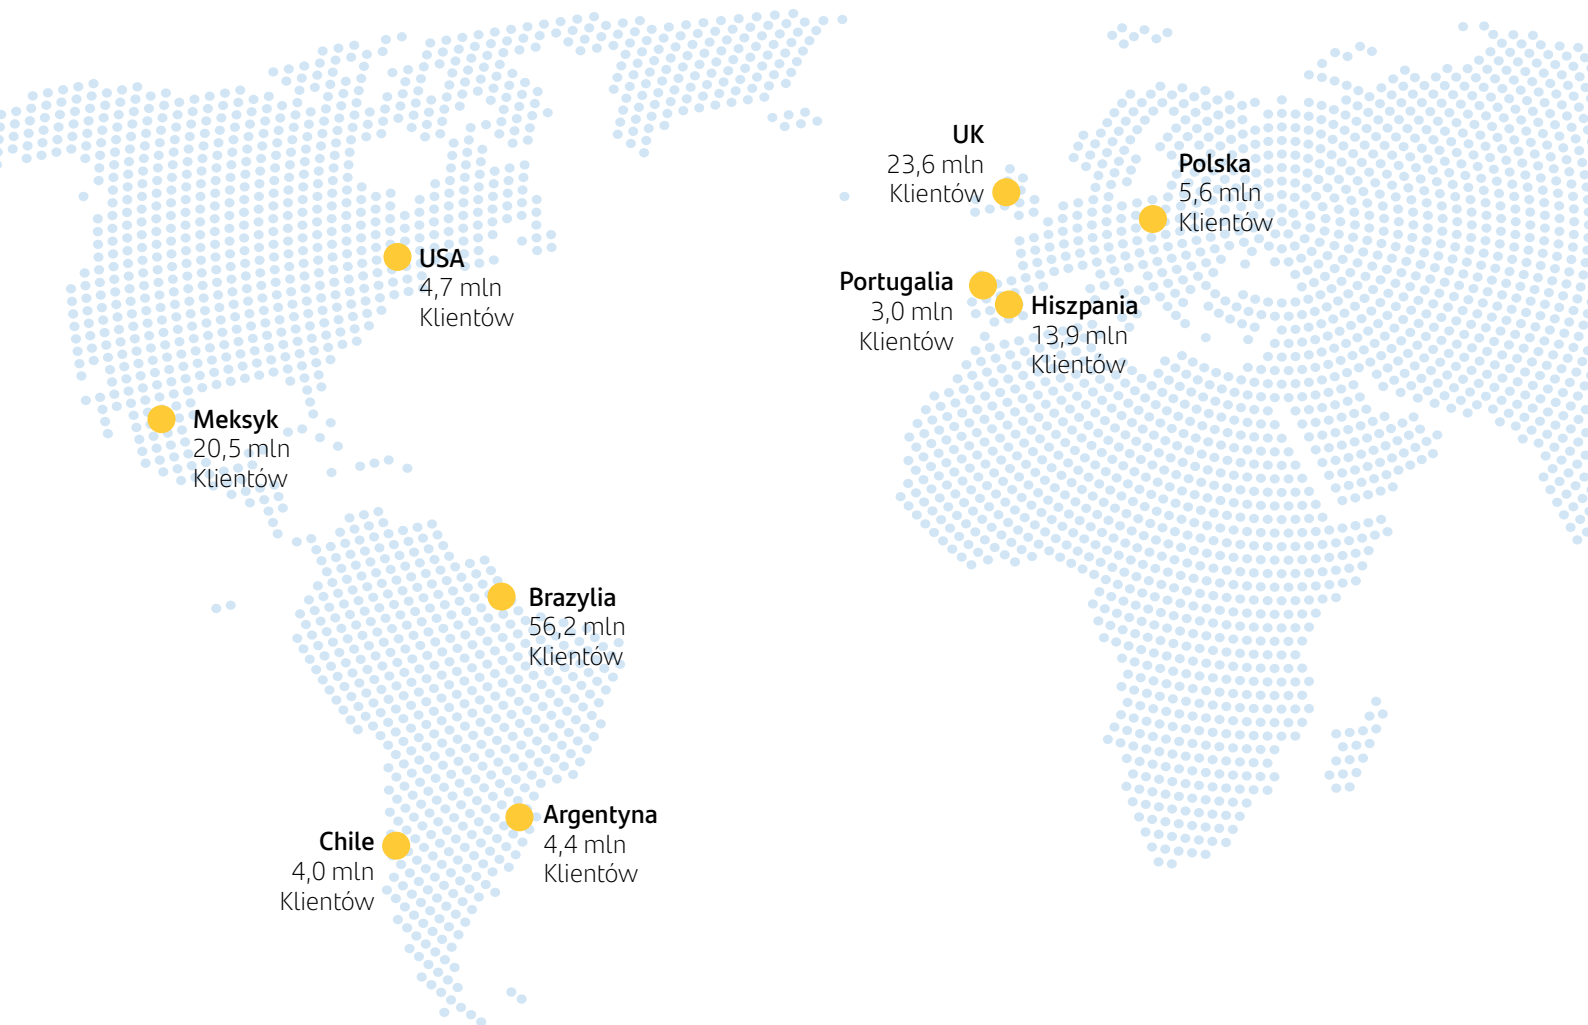 UK
23,6 mln
Klientów
Polska
5,6 mln
Klientów
USA
4,7 mln
Klientów
Portugalia
3,0 mln
Klientów
Hiszpania
13,9 mln
Klientów
Meksyk
20,5 mln
Klientów
Brazylia
56,2 mln
Klientów
Argentyna
4,4 mln
Klientów
Chile
4,0 mln
Klientów